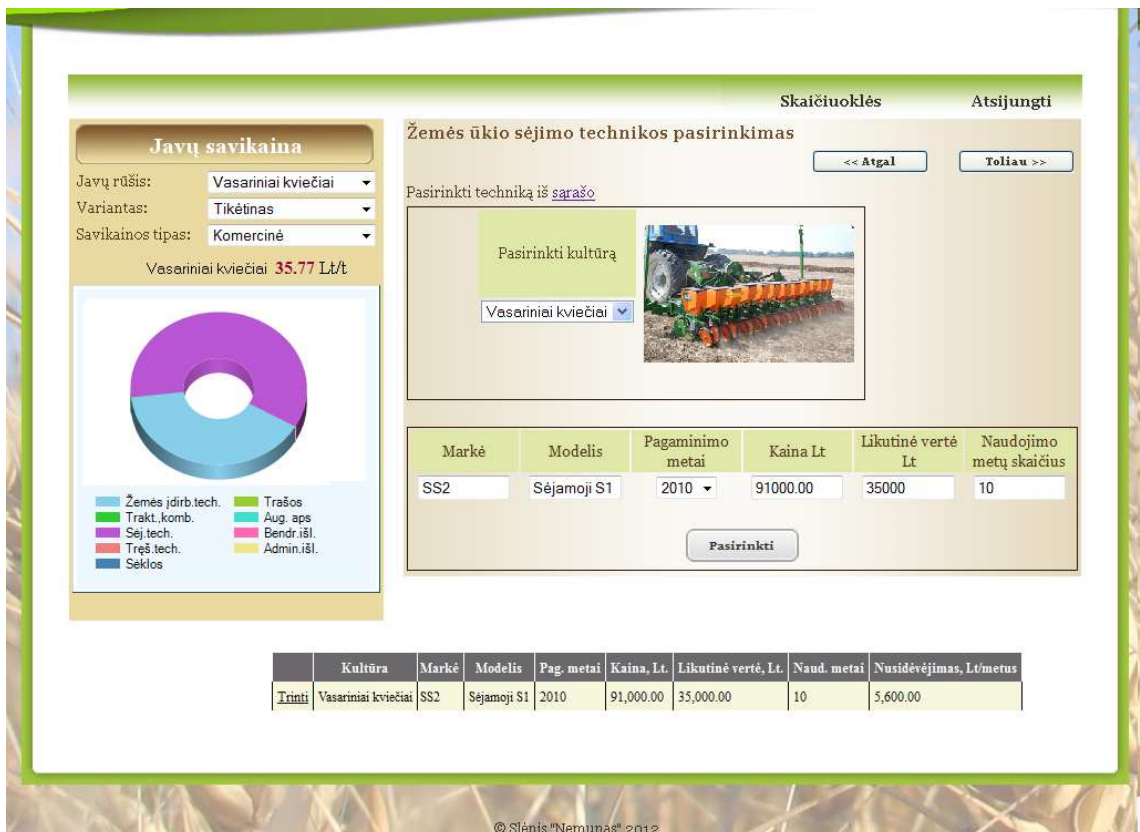 Skaičiuoklės Atsijungti
Javų savikaina
Javų rūšis: Vasariniai kviečiai
Variantas: Tikėtinas
Savikainos tipas: Komercinė
Vasariniai kviečiai 35.77 Lt/t
Žemės įdirb.tech. Trašos
Trakt.,komb. Aug. aps
Sėj.tech. Bendr.išl.
Tręš.tech. Admin.išl.
Sėklos
Žemės ūkio sėjimo technikos pasirinkimas
<< Atgal Toliau >>
Pasirinkti techniką iš sąrašo
Pasirinkti kultūrą
Vasariniai kviečiai
Markė Modelis Pagaminimo metai Kaina Lt Likutinė vertė Lt Naudojimo metų skaičius
SS2 Sėjamoji S1 2010 91000.00 35000 10
Pasirinkti
Kultūra Markė Modelis Pag. metai Kaina, Lt. Likutinė vertė, Lt. Naud. metai Nusidėvėjimas, Lt/metus
Trinti Vasariniai kviečiai SS2 Sėjamoji S1 2010 91,000.00 35,000.00 10 5,600.00
© Slėnis "Nemunas" 2012